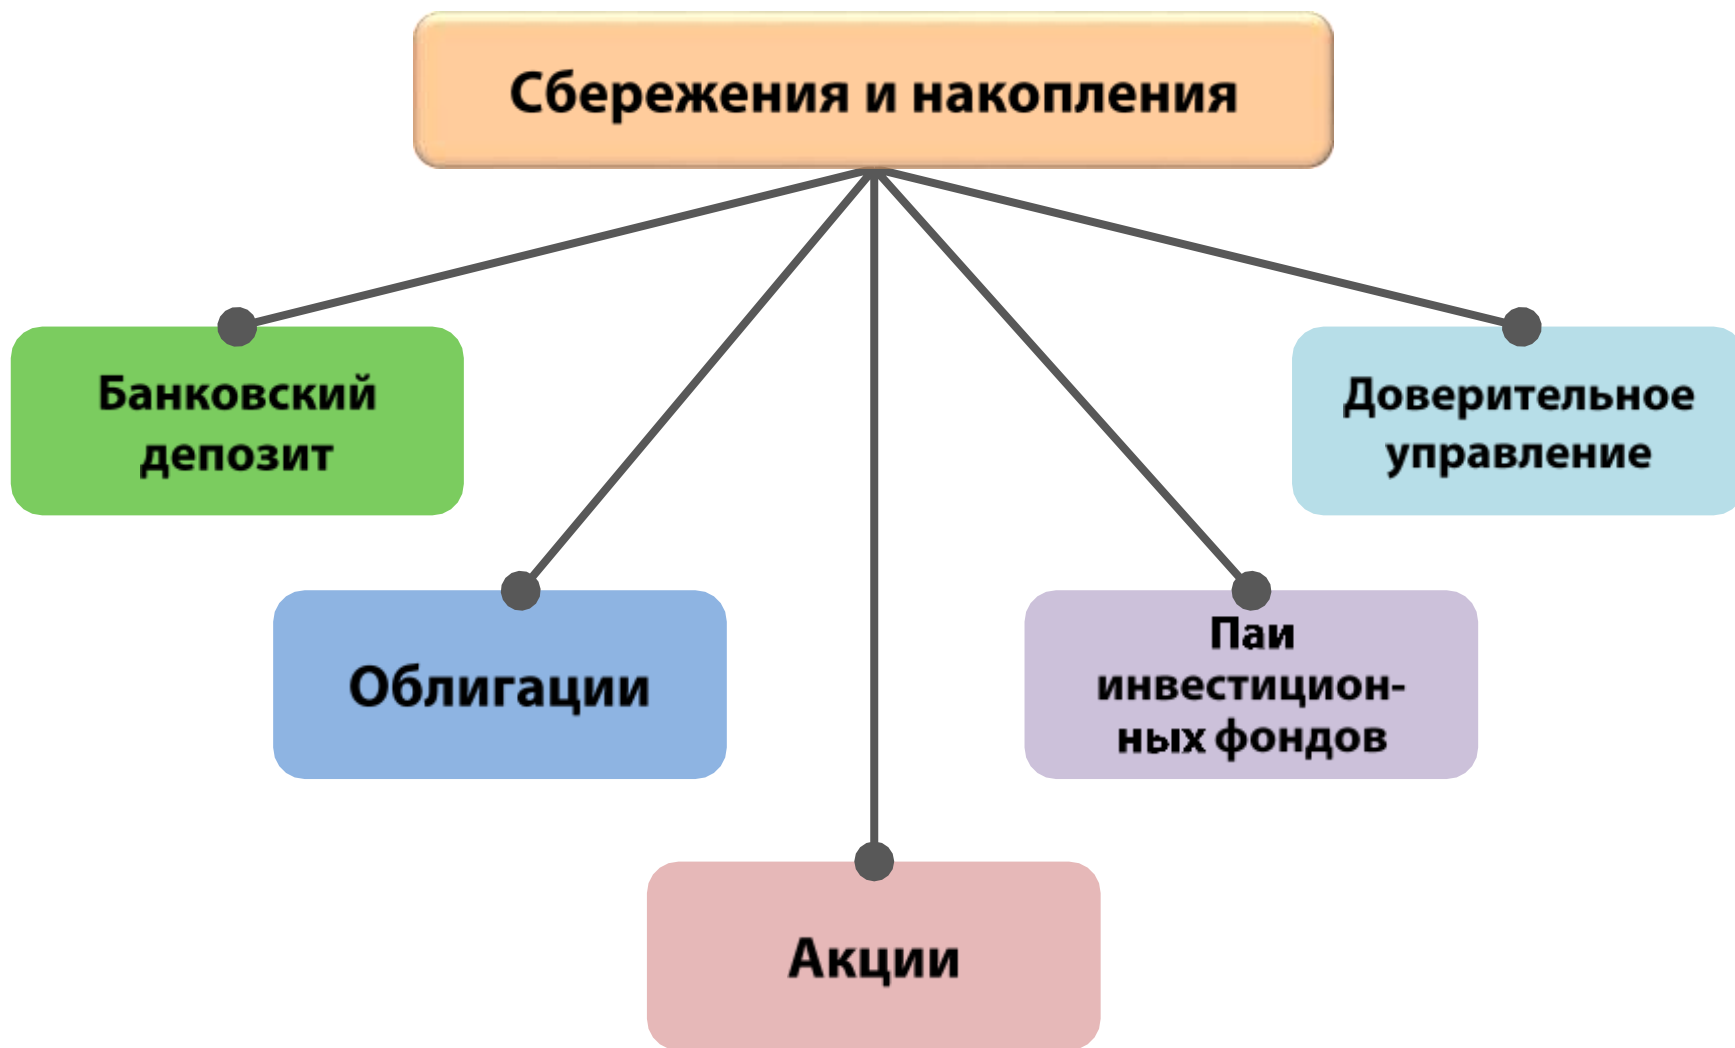 Сбережения и накопления
Банковский
депозит
Доверительное
управление
Облигации
Паи
инвестицион-
ных фондов
Акции